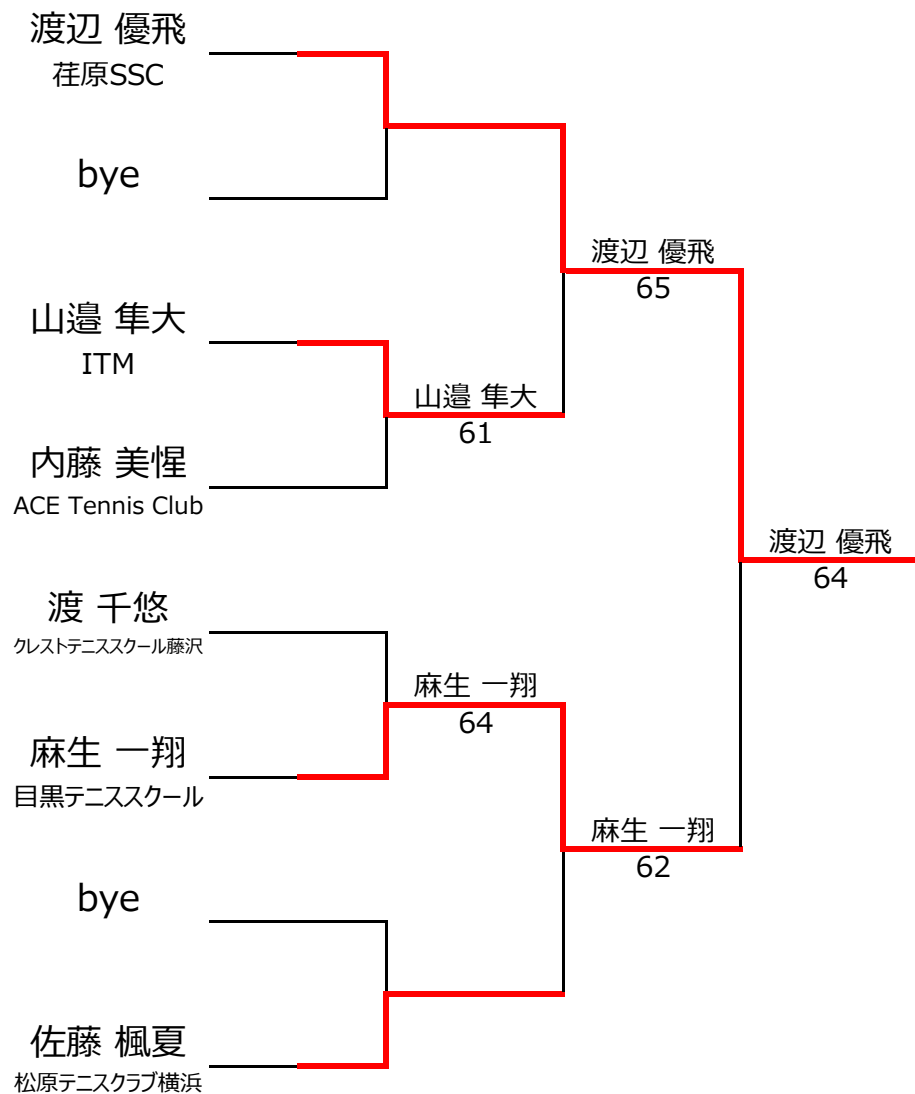 渡辺 優飛
荏原SSC
bye
山邉 隼大
ITM
内藤 美惺
ACE Tennis Club
渡 千悠
クレストテニススクール藤沢
麻生 一翔
目黒テニススクール
bye
佐藤 楓夏
松原テニスクラブ横浜
山邉 隼大
61
麻生 一翔
64
渡辺 優飛
65
麻生 一翔
62
渡辺 優飛
64